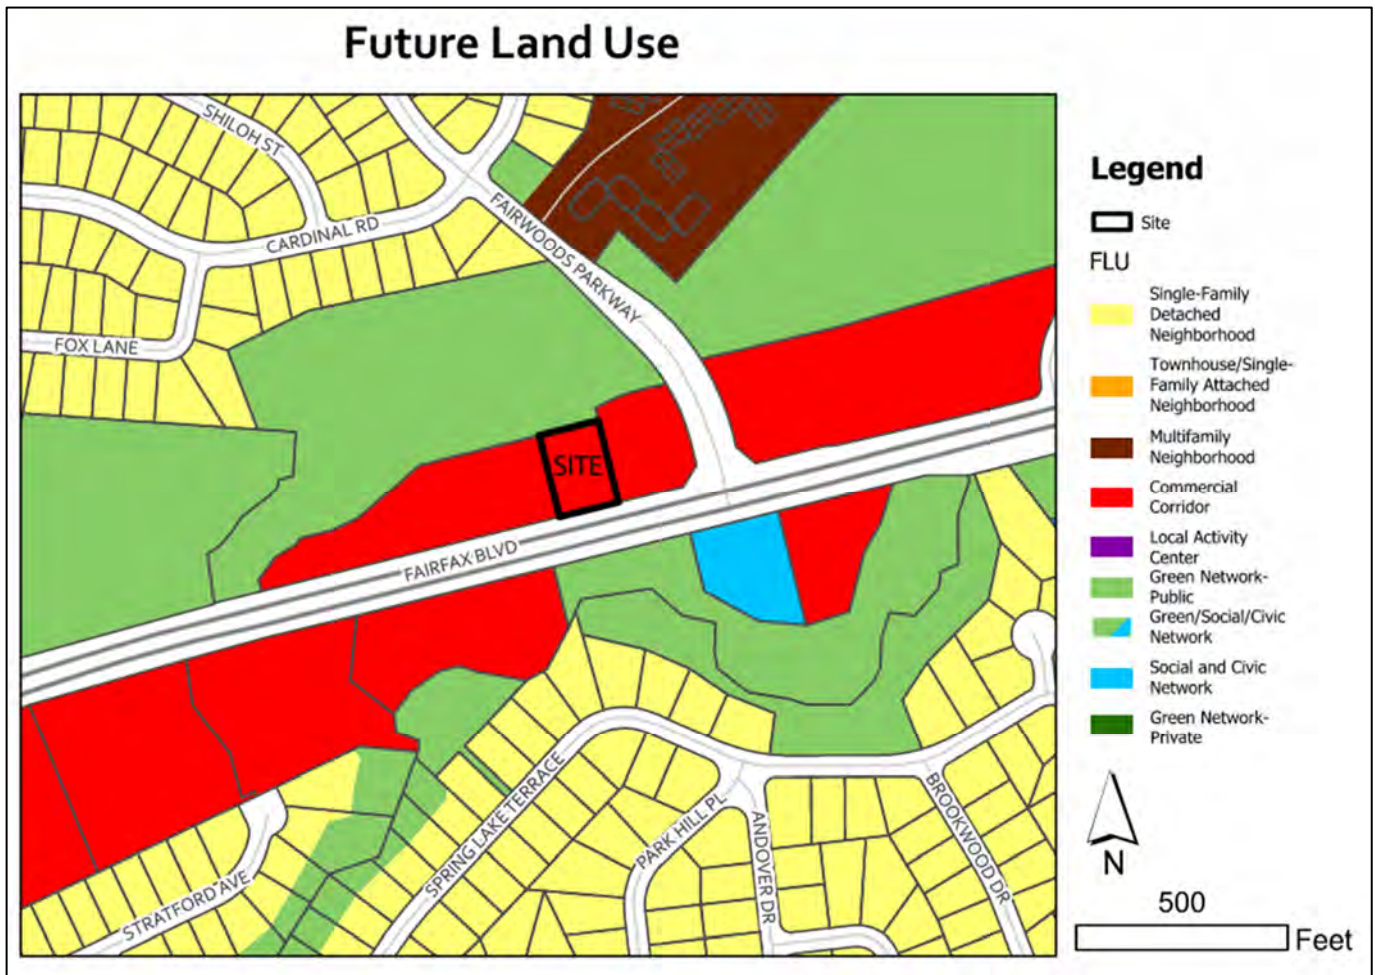 Future Land Use
SHILOH ST
CARDINAL RD
FAIRWOODS PARKWAY
FOX LANE
SITE
FAIRFAX BLVD
SPRING LAKE TERRACE
PARK HILL PL
ANDOVER DR
BROOKWOOD DR
STRATFORD AVE
Legend
Site
FLU
Single-Family
Detached
Neighborhood
Townhouse/Single-
Family Attached
Neighborhood
Multifamily
Neighborhood
Commercial
Corridor
Local Activity
Center
Green Network-
Public
Green/Social/Civic
Network
Social and Civic
Network
Green Network-
Private
N
500
Feet